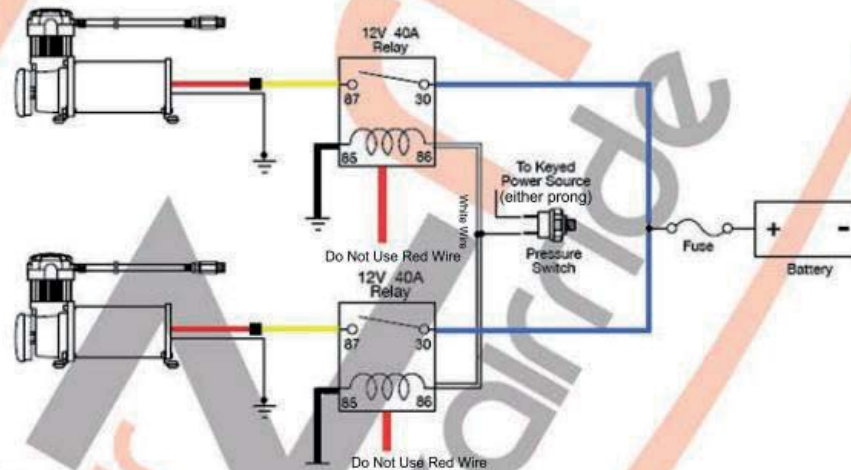 12V 40A
Relay
87
30
85
86
White Wire
Do Not Use Red Wire
To Keyed
Power Source
(either prong)
Pressure
Switch
Fuse
+
-
Battery
12V 40A
Relay
87
30
85
86
Do Not Use Red Wire
airride